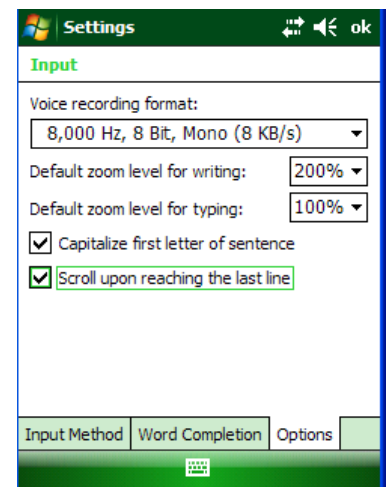 Settings ok
Input
Voice recording format:
8,000 Hz, 8 Bit, Mono (8 KB/s)
Default zoom level for writing: 200%
Default zoom level for typing: 100%
Capitalize first letter of sentence
Scroll upon reaching the last line
Input Method Word Completion Options